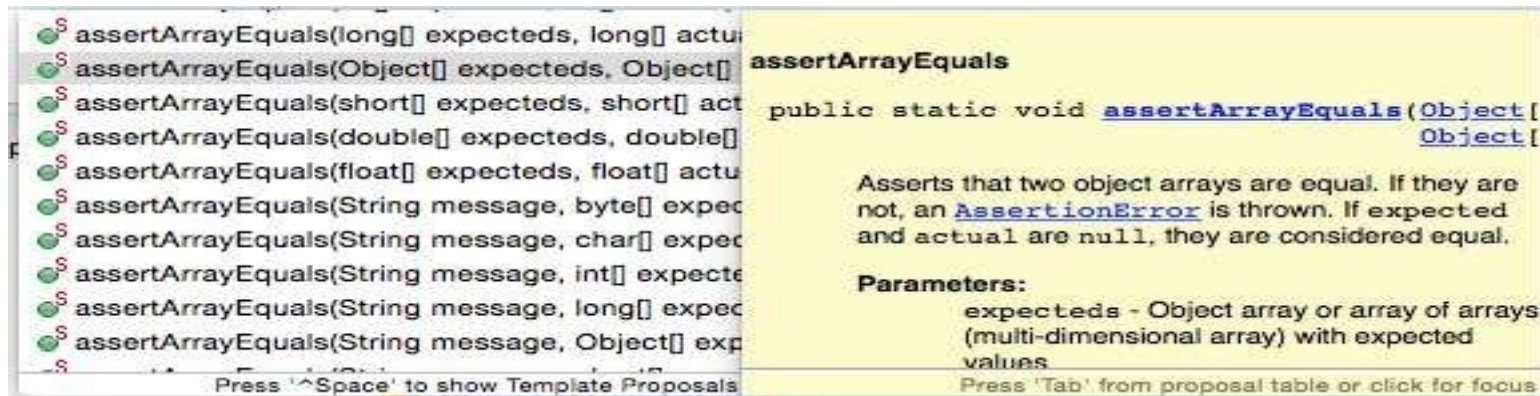 S assertArrayEquals(long[] expecteds, long[] actu
S assertArrayEquals(Object[] expecteds, Object[]
S assertArrayEquals(short[] expecteds, short[] act
S assertArrayEquals(double[] expecteds, double[]
S assertArrayEquals(float[] expecteds, float[] actu
S assertArrayEquals(String message, byte[] expec
S assertArrayEquals(String message, char[] expec
S assertArrayEquals(String message, int[] expecte
S assertArrayEquals(String message, long[] expec
S assertArrayEquals(String message, Object[] exp
Press '^Space' to show Template Proposals
assertArrayEquals
public static void assertArrayEquals(Object[
Object[
Asserts that two object arrays are equal. If they are
not, an AssertionError is thrown. If expected
and actual are null, they are considered equal.
Parameters:
expecteds - Object array or array of arrays
(multi-dimensional array) with expected
values
Press 'Tab' from proposal table or click for focus